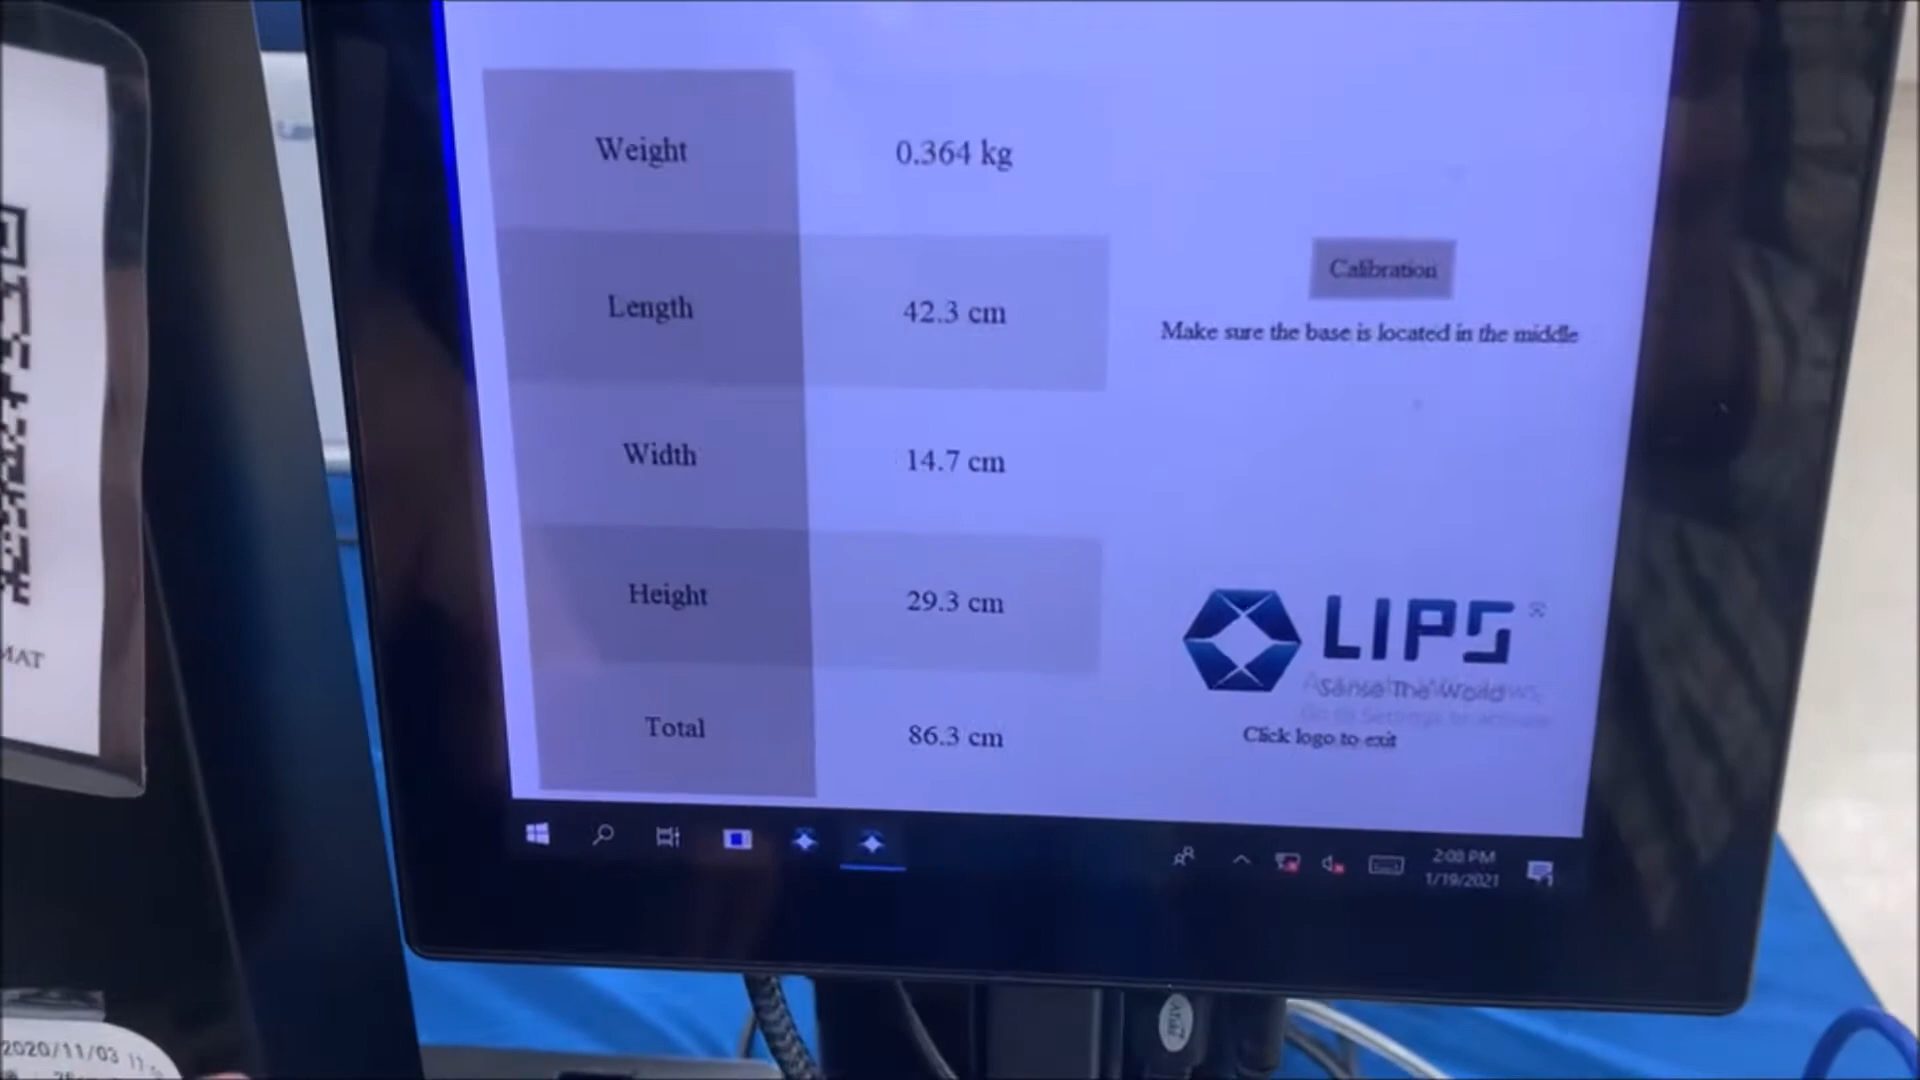 Weight 0.364 kg
Length 42.3 cm
Width 14.7 cm
Height 29.3 cm
Total 86.3 cm
Calibration
Make sure the base is located in the middle
LIPS
Sense The World
Click logo to exit
2:08 PM
1/19/2021
MAT
2020/11/03